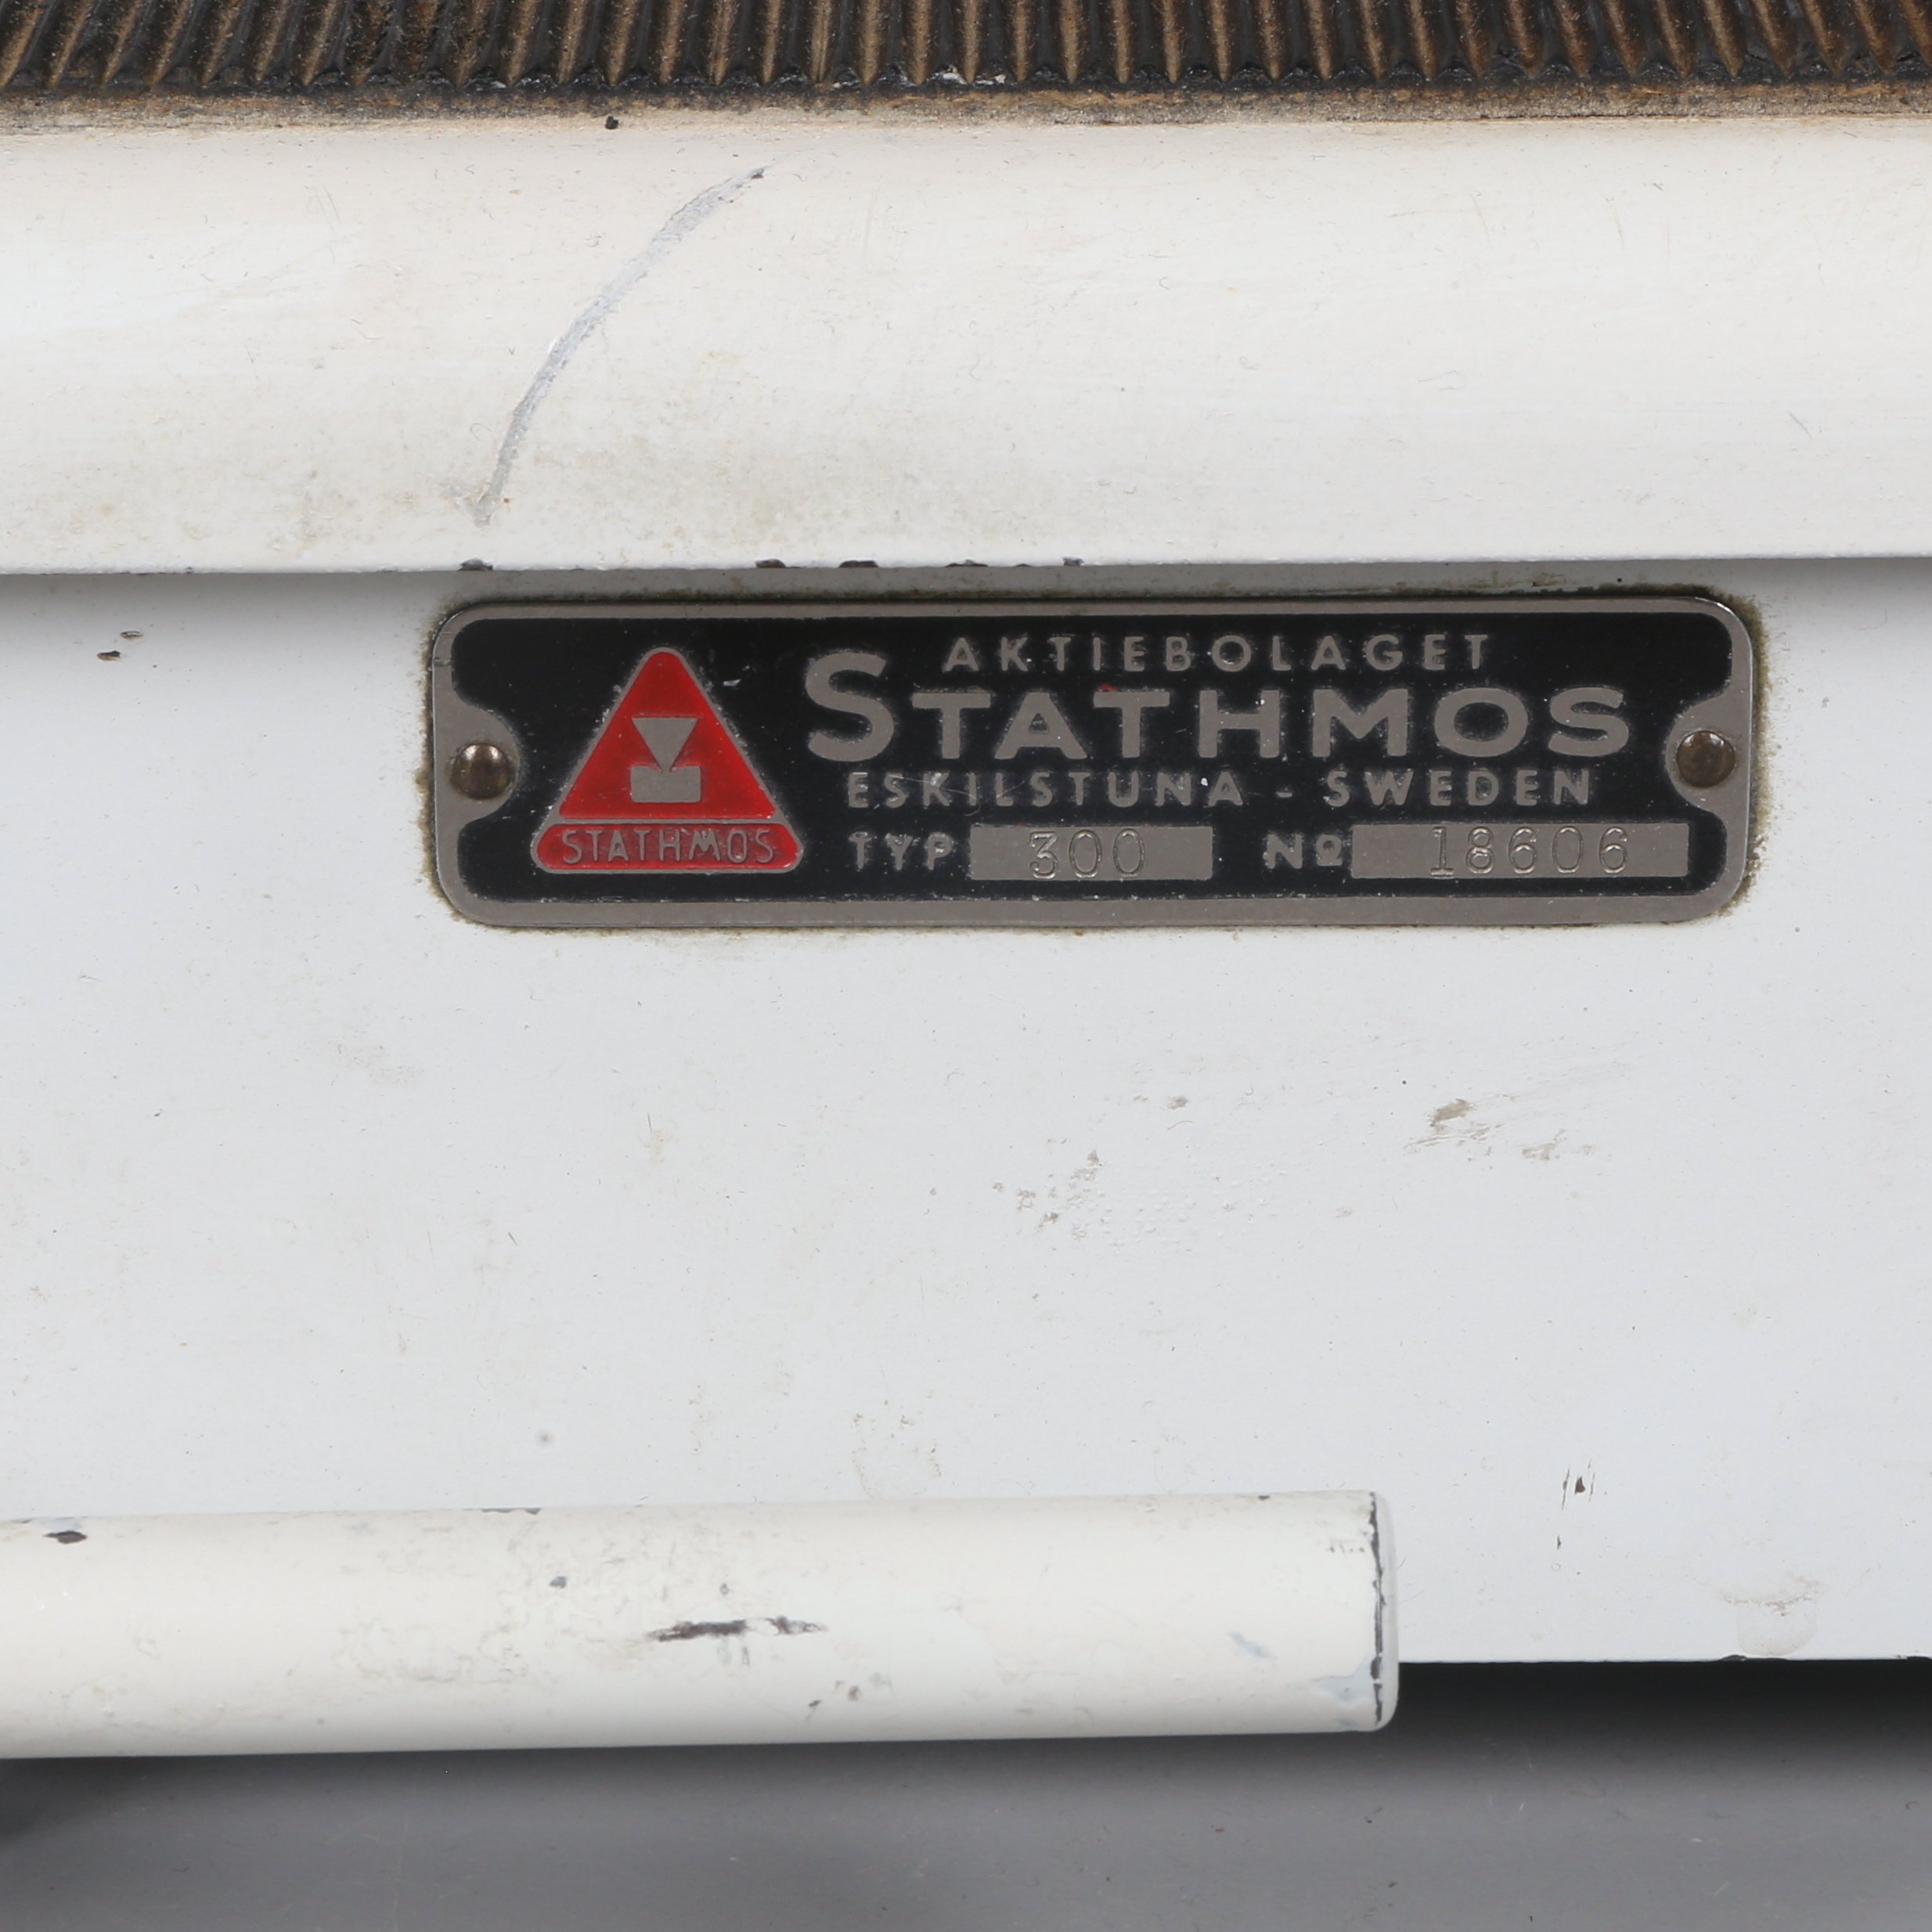 AKTIEBOLAGET
STATHMOS
ESKILSTUNA - SWEDEN
TYP 300 No 18606
STATHMOS